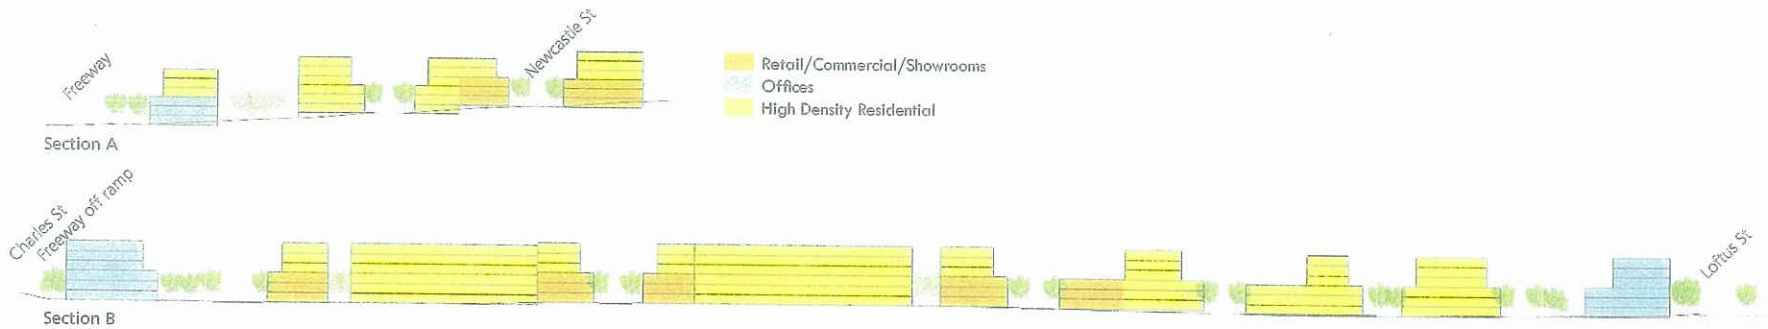 Freeway
Newcastle St
Retail/Commercial/Showrooms
Offices
High Density Residential
Section A
Charles St
Freeway off ramp
Loftus St
Section B